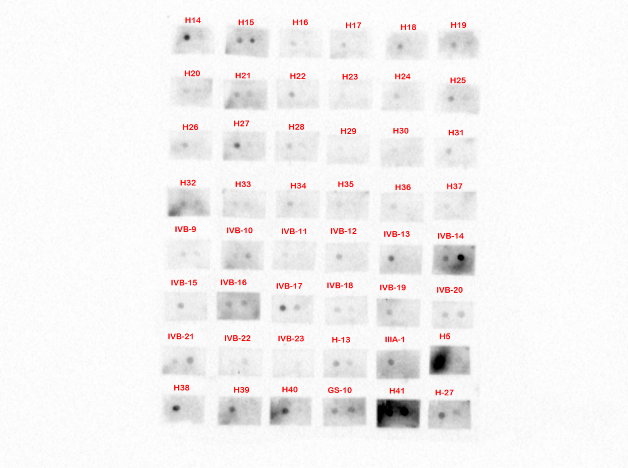 H14 H15 H16 H17 H18 H19
H20 H21 H22 H23 H24 H25
H26 H27 H28 H29 H30 H31
H32 H33 H34 H35 H36 H37
IVB-9 IVB-10 IVB-11 IVB-12 IVB-13 IVB-14
IVB-15 IVB-16 IVB-17 IVB-18 IVB-19 IVB-20
IVB-21 IVB-22 IVB-23 H-13 IIIA-1 H5
H38 H39 H40 GS-10 H41 H-27